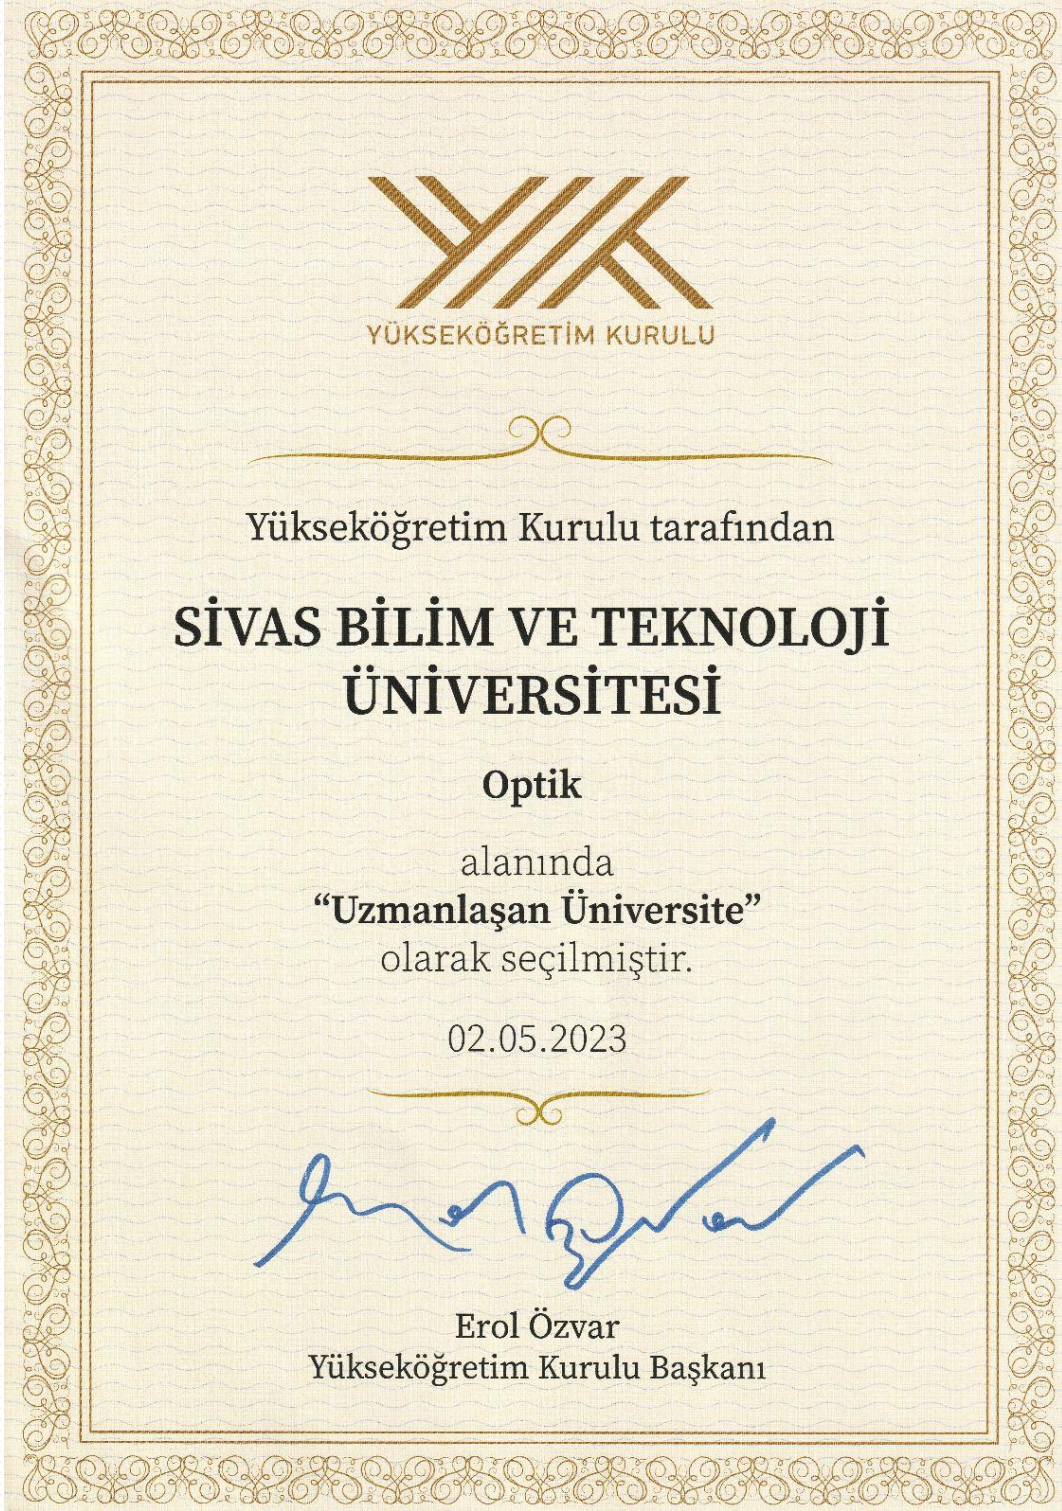 YÖK
YÜKSEKÖĞRETİM KURULU
Yükseköğretim Kurulu tarafından
SİVAS BİLİM VE TEKNOLOJİ
ÜNİVERSİTESİ
Optik
alanında
“Uzmanlaşan Üniversite”
olarak seçilmiştir.
02.05.2023
Erol Özvar
Yükseköğretim Kurulu Başkanı